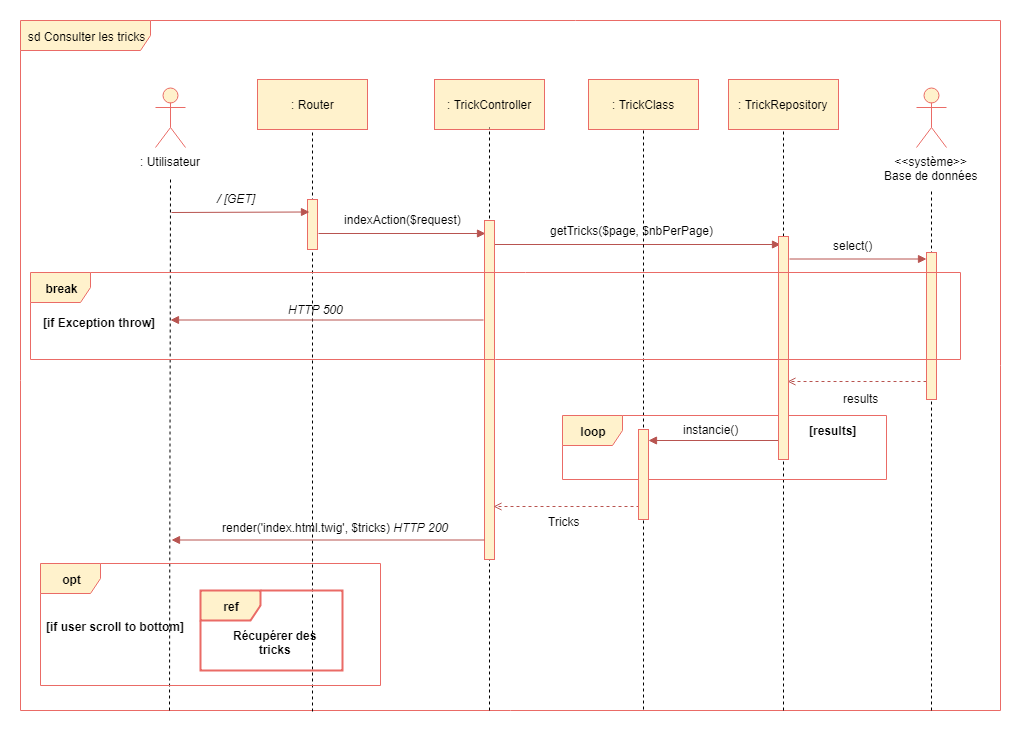 sd Consulter les tricks
: Router
: TrickController
: TrickClass
: TrickRepository
: Utilisateur
<<système>>
Base de données
/ [GET]
indexAction($request)
getTricks($page, $nbPerPage)
select()
break
[if Exception throw]
HTTP 500
results
loop
instancie()
[results]
Tricks
render('index.html.twig', $tricks) HTTP 200
opt
[if user scroll to bottom]
ref
Récupérer des
tricks